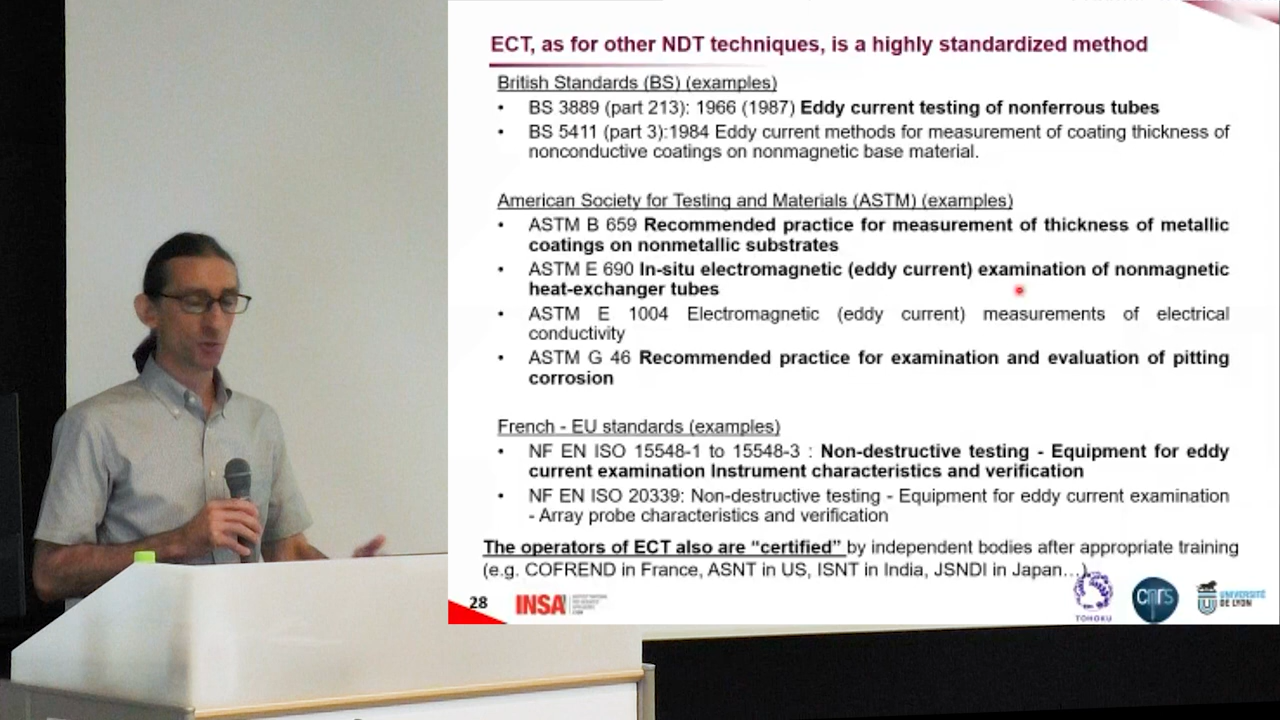 ECT, as for other NDT techniques, is a highly standardized method
British Standards (BS) (examples)
• BS 3889 (part 213): 1966 (1987) Eddy current testing of nonferrous tubes
• BS 5411 (part 3):1984 Eddy current methods for measurement of coating thickness of
nonconductive coatings on nonmagnetic base material.
American Society for Testing and Materials (ASTM) (examples)
• ASTM B 659 Recommended practice for measurement of thickness of metallic
coatings on nonmetallic substrates
• ASTM E 690 In-situ electromagnetic (eddy current) examination of nonmagnetic
heat-exchanger tubes
• ASTM E 1004 Electromagnetic (eddy current) measurements of electrical
conductivity
• ASTM G 46 Recommended practice for examination and evaluation of pitting
corrosion
French - EU standards (examples)
• NF EN ISO 15548-1 to 15548-3 : Non-destructive testing - Equipment for eddy
current examination Instrument characteristics and verification
• NF EN ISO 20339: Non-destructive testing - Equipment for eddy current examination
- Array probe characteristics and verification
The operators of ECT also are “certified” by independent bodies after appropriate training
(e.g. COFREND in France, ASNT in US, ISNT in India, JSNDI in Japan…)
28
INSA
TOHOKU
cnrs
UNIVERSITÉ
DE LYON